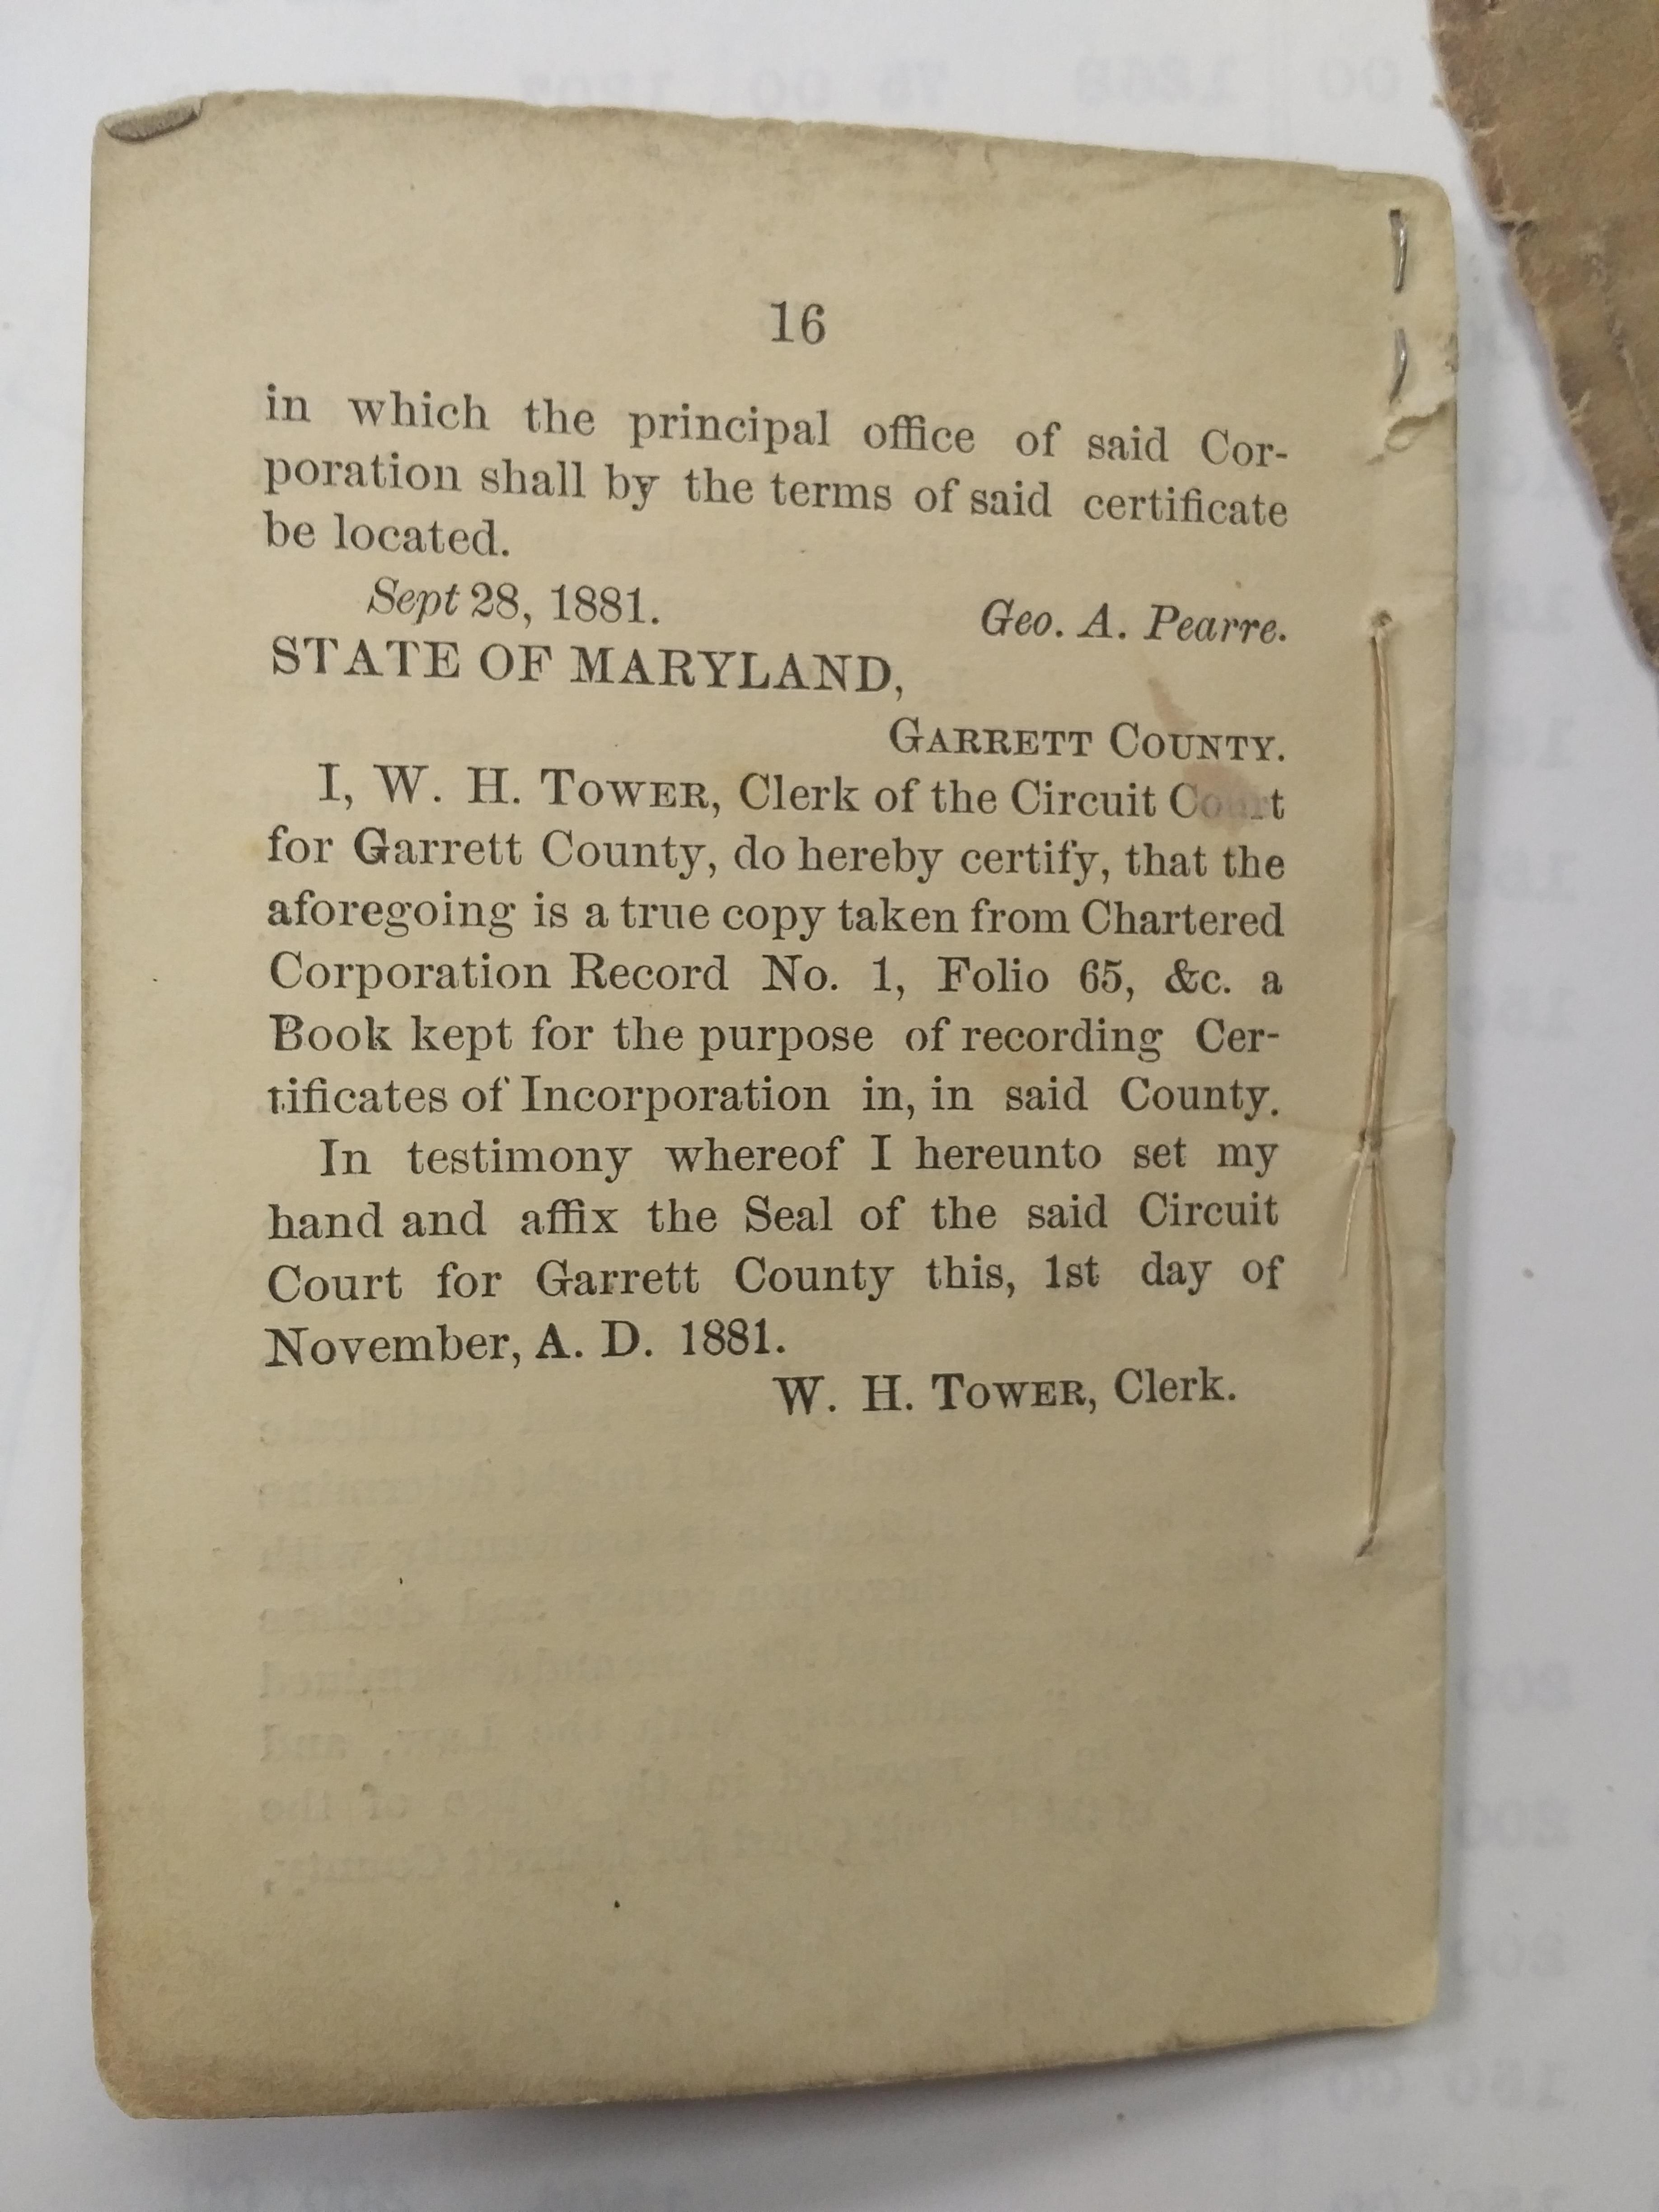 16
in which the principal office of said Cor-
poration shall by the terms of said certificate
be located.
Sept 28, 1881.
Geo. A. Pearre.
STATE OF MARYLAND,
GARRETT COUNTY.
I, W. H. TOWER, Clerk of the Circuit Court
for Garrett County, do hereby certify, that the
aforegoing is a true copy taken from Chartered
Corporation Record No. 1, Folio 65, &c. a
Book kept for the purpose of recording Cer-
tificates of Incorporation in, in said County.
In testimony whereof I hereunto set my
hand and affix the Seal of the said Circuit
Court for Garrett County this, 1st day of
November, A. D. 1881.
W. H. TOWER, Clerk.